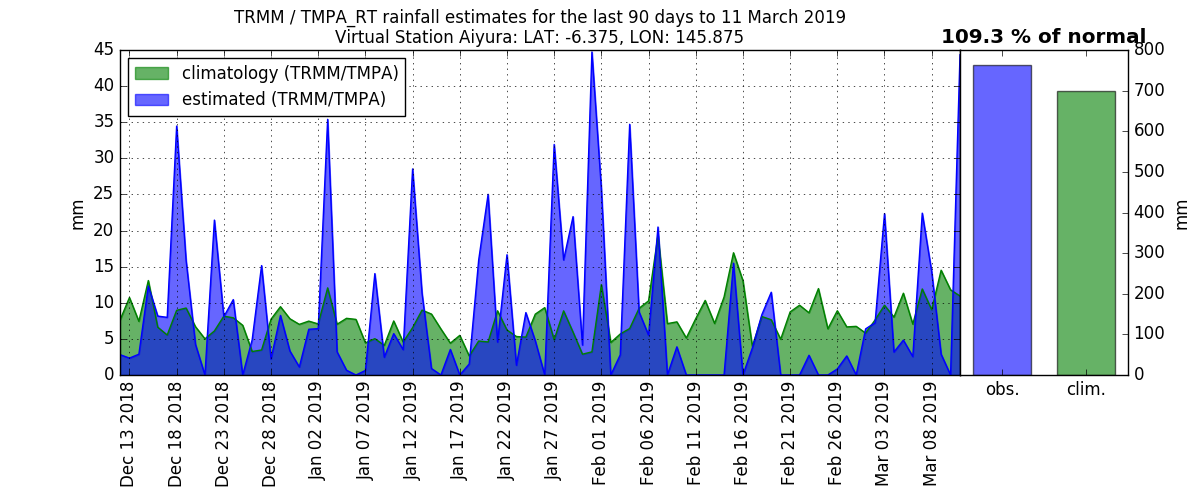 TRMM / TMPA_RT rainfall estimates for the last 90 days to 11 March 2019
Virtual Station Aiyura: LAT: -6.375, LON: 145.875
109.3 % of normal
climatology (TRMM/TMPA)
estimated (TRMM/TMPA)
mm
45
40
35
30
25
20
15
10
5
0
Dec 13 2018
Dec 18 2018
Dec 23 2018
Dec 28 2018
Jan 02 2019
Jan 07 2019
Jan 12 2019
Jan 17 2019
Jan 22 2019
Jan 27 2019
Feb 01 2019
Feb 06 2019
Feb 11 2019
Feb 16 2019
Feb 21 2019
Feb 26 2019
Mar 03 2019
Mar 08 2019
obs.
clim.
800
700
600
500
400
300
200
100
0
mm